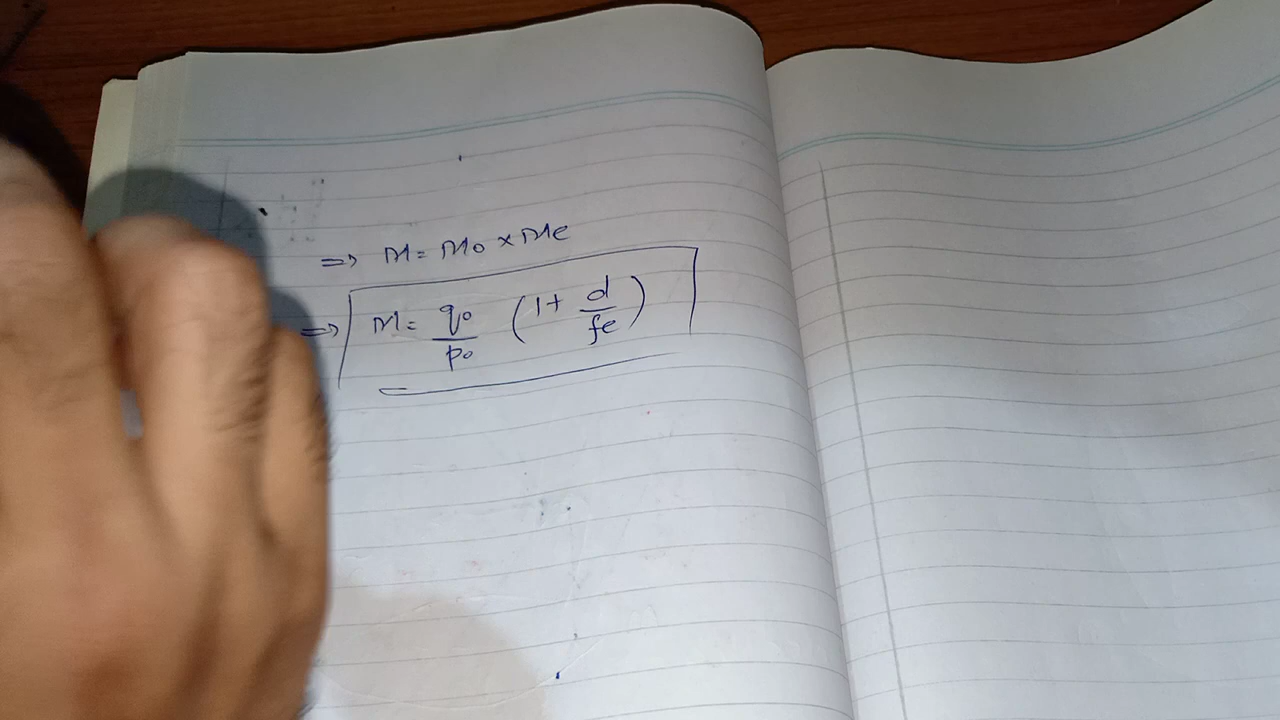 ⇒ M = Mo × Me
⇒ M = qo/po (1 + d/fe)